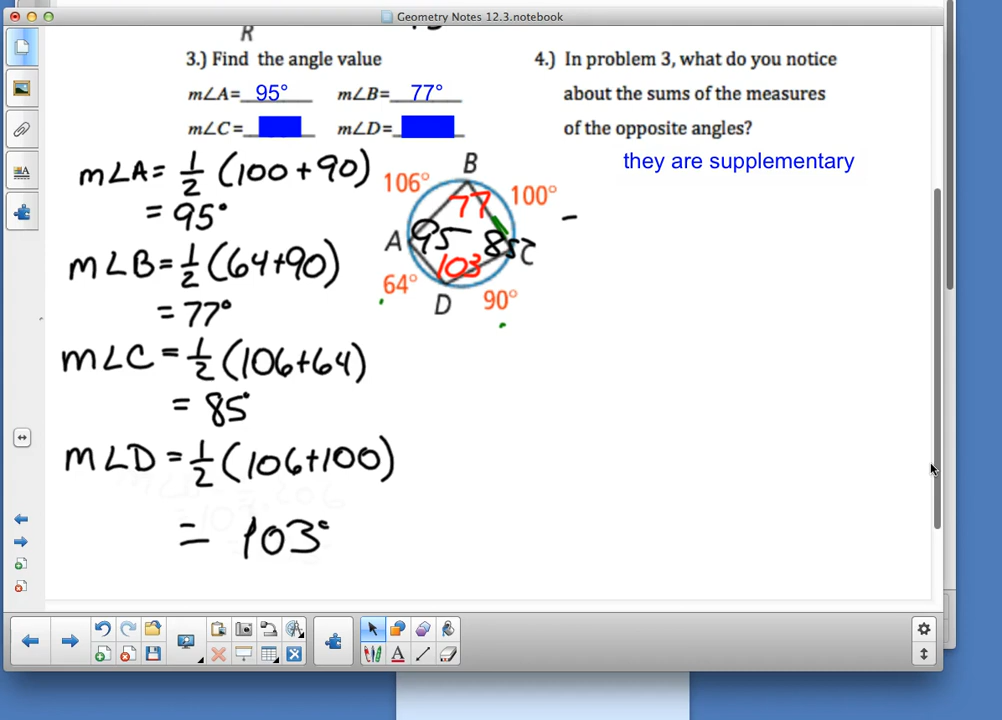 Geometry Notes 12.3.notebook
R
3.) Find the angle value
m∠A= 95° m∠B= 77°
m∠C= m∠D=
4.) In problem 3, what do you notice
about the sums of the measures
of the opposite angles?
they are supplementary
m∠A= 1/2 (100+90)
= 95°
m∠B= 1/2 (64+90)
= 77°
m∠C = 1/2 (106+64)
= 85°
m∠D = 1/2 (106+100)
= 103°
B
106° 100°
77
A 95 85 C
103
64° 90°
D